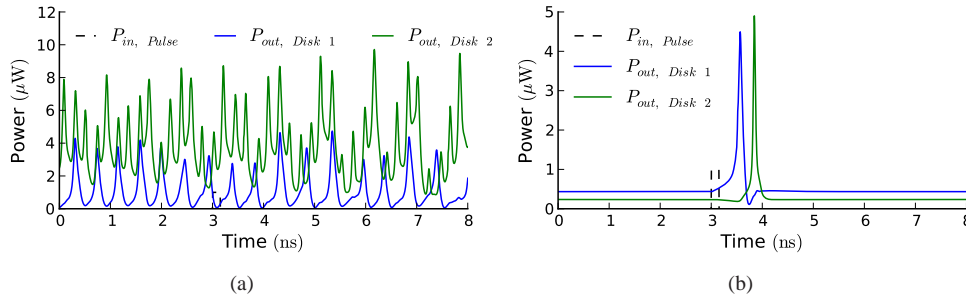 12
10
8
6
4
2
0
Power (μW)
P_in, Pulse
P_out, Disk 1
P_out, Disk 2
0 1 2 3 4 5 6 7 8
Time (ns)
(a)
5
4
3
2
1
0
Power (μW)
P_in, Pulse
P_out, Disk 1
P_out, Disk 2
0 1 2 3 4 5 6 7 8
Time (ns)
(b)